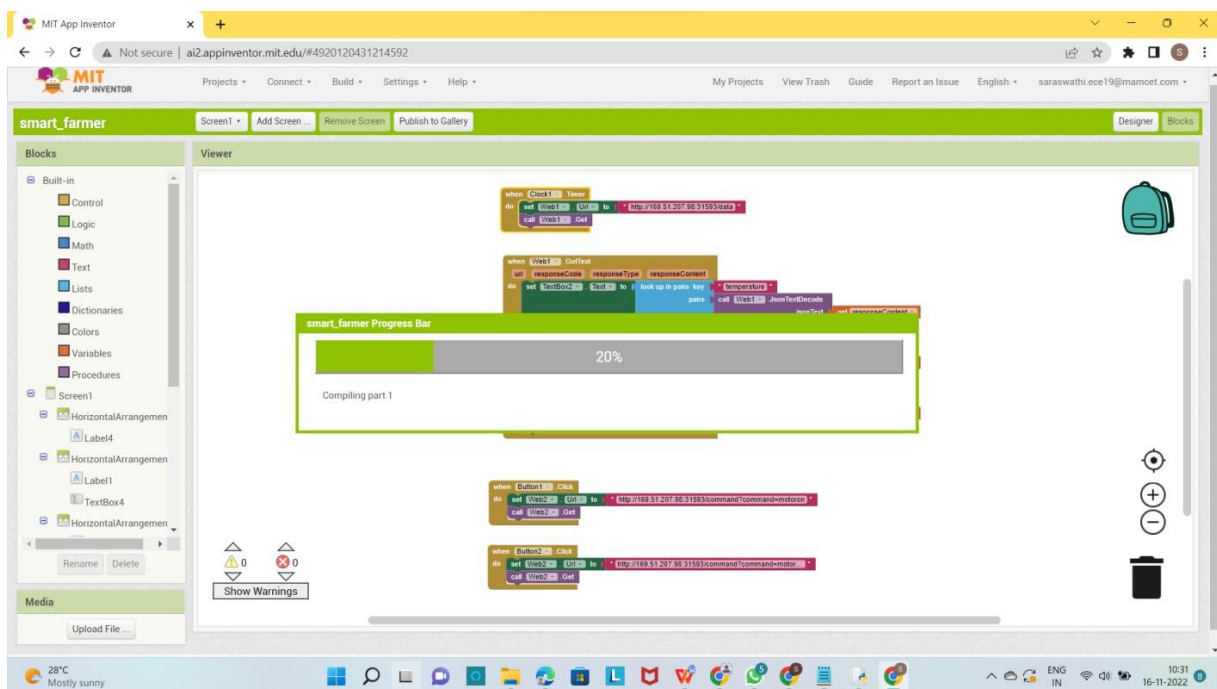 MIT App Inventor
Not secure | ai2.appinventor.mit.edu/#4920120431214592
S
MIT
APP INVENTOR
Projects
Connect
Build
Settings
Help
My Projects
View Trash
Guide
Report an Issue
English
saraswathi.ece19@mamcet.com
smart_farmer
Screen1
Add Screen ...
Remove Screen
Publish to Gallery
Designer
Blocks
Blocks
Viewer
Built-in
Control
Logic
Math
Text
Lists
Dictionaries
Colors
Variables
Procedures
Screen1
HorizontalArrangemen
Label4
HorizontalArrangemen
Label1
TextBox4
HorizontalArrangemen
Rename
Delete
Media
Upload File ...
when Clock1 .Timer
do set Web1 . Url to " http://169.51.207.98:31593/data "
call Web1 .Get
when Web1 .GotText
url responseCode responseType responseContent
do set TextBox2 . Text to look up in pairs key " temperature "
pairs call Web1 .JsonTextDecode
jsonText get responseContent
smart_farmer Progress Bar
20%
Compiling part 1
when Button1 .Click
do set Web2 . Url to " http://169.51.207.98:31593/command?command=motoron "
call Web2 .Get
when Button2 .Click
do set Web2 . Url to " http://169.51.207.98:31593/command?command=motor... "
call Web2 .Get
0
0
Show Warnings
28°C
Mostly sunny
ENG
IN
10:31
16-11-2022
8